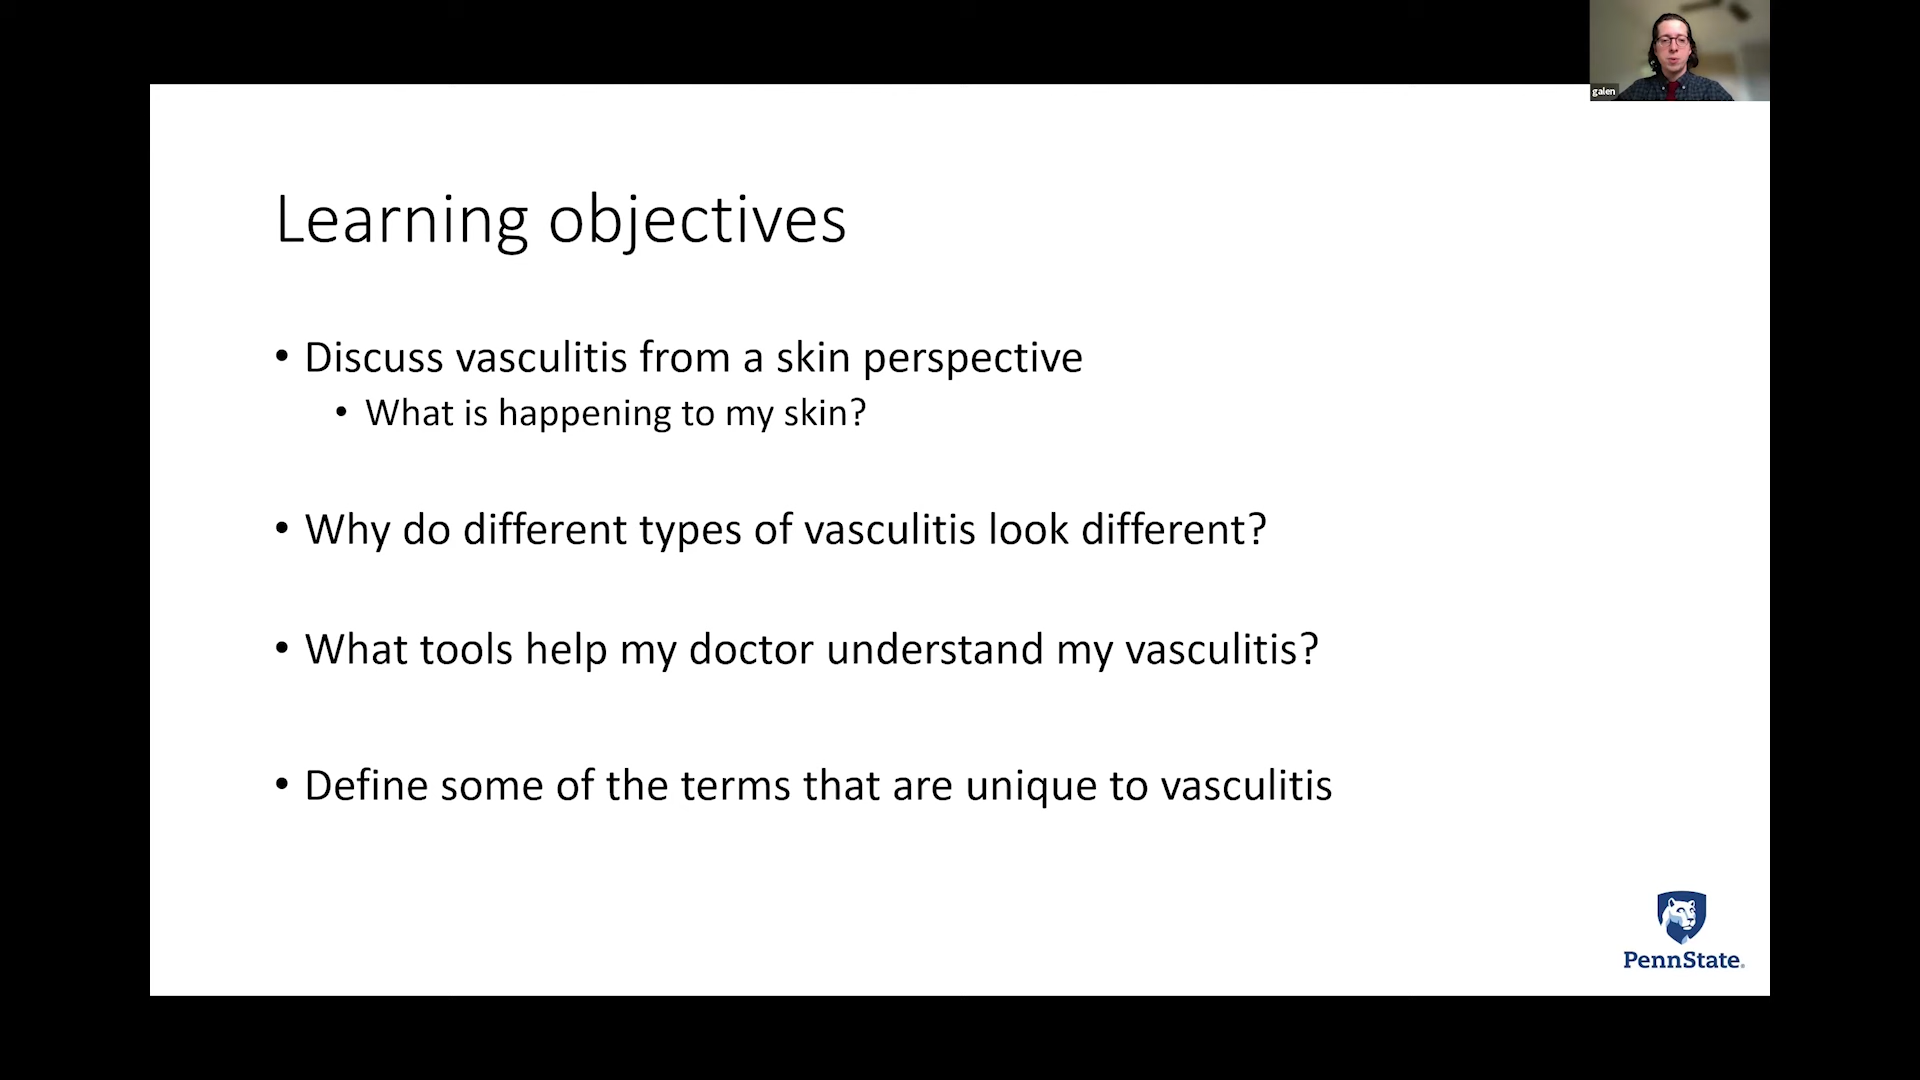 galen
Learning objectives
• Discuss vasculitis from a skin perspective
• What is happening to my skin?
• Why do different types of vasculitis look different?
• What tools help my doctor understand my vasculitis?
• Define some of the terms that are unique to vasculitis
PennState